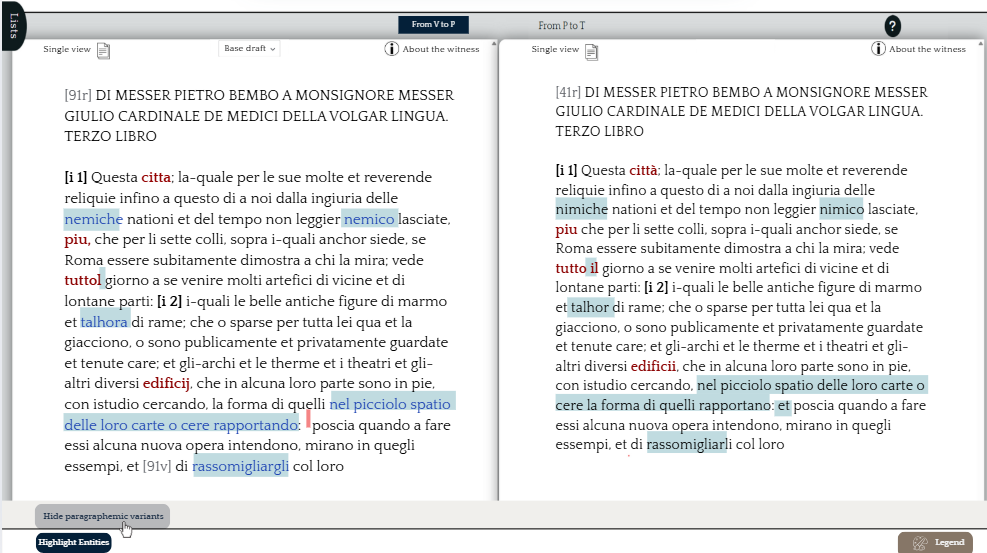 Lists
From V to P
From P to T
?
Single view
Base draft
About the witness
[91r] DI MESSER PIETRO BEMBO A MONSIGNORE MESSER
GIULIO CARDINALE DE MEDICI DELLA VOLGAR LINGUA.
TERZO LIBRO
[i 1] Questa citta; la-quale per le sue molte et reverende
reliquie infino a questo di a noi dalla ingiuria delle
nemiche nationi et del tempo non leggier nemico lasciate,
piu, che per li sette colli, sopra i-quali anchor siede, se
Roma essere subitamente dimostra a chi la mira; vede
tuttol giorno a se venire molti artefici di vicine et di
lontane parti: [i 2] i-quali le belle antiche figure di marmo
et talhora di rame; che o sparse per tutta lei qua et la
giacciono, o sono publicamente et privatamente guardate
et tenute care; et gli-archi et le therme et i theatri et gli-
altri diversi edificij, che in alcuna loro parte sono in pie,
con istudio cercando, la forma di quelli nel picciolo spatio
delle loro carte o cere rapportando: poscia quando a fare
essi alcuna nuova opera intendono, mirano in quegli
essempi, et [91v] di rassomigliargli col loro
Single view
About the witness
[41r] DI MESSER PIETRO BEMBO A MONSIGNORE MESSER
GIULIO CARDINALE DE MEDICI DELLA VOLGAR LINGUA.
TERZO LIBRO
[i 1] Questa città; la-quale per le sue molte et reverende
reliquie infino a questo di a noi dalla ingiuria delle
nimiche nationi et del tempo non leggier nimico lasciate,
piu che per li sette colli, sopra i-quali anchor siede, se
Roma essere subitamente dimostra a chi la mira; vede
tutto il giorno a se venire molti artefici di vicine et di
lontane parti: [i 2] i-quali le belle antiche figure di marmo
et talhor di rame; che o sparse per tutta lei qua et la
giacciono, o sono publicamente et privatamente guardate
et tenute care; et gli-archi et le therme et i theatri et gli-
altri diversi edificii, che in alcuna loro parte sono in pie,
con istudio cercando, nel picciolo spatio delle loro carte o
cere la forma di quelli rapportano: et poscia quando a fare
essi alcuna nuova opera intendono, mirano in quegli
essempi, et di rassomigliarli col loro
Hide paragraphemic variants
Highlight Entities
Legend